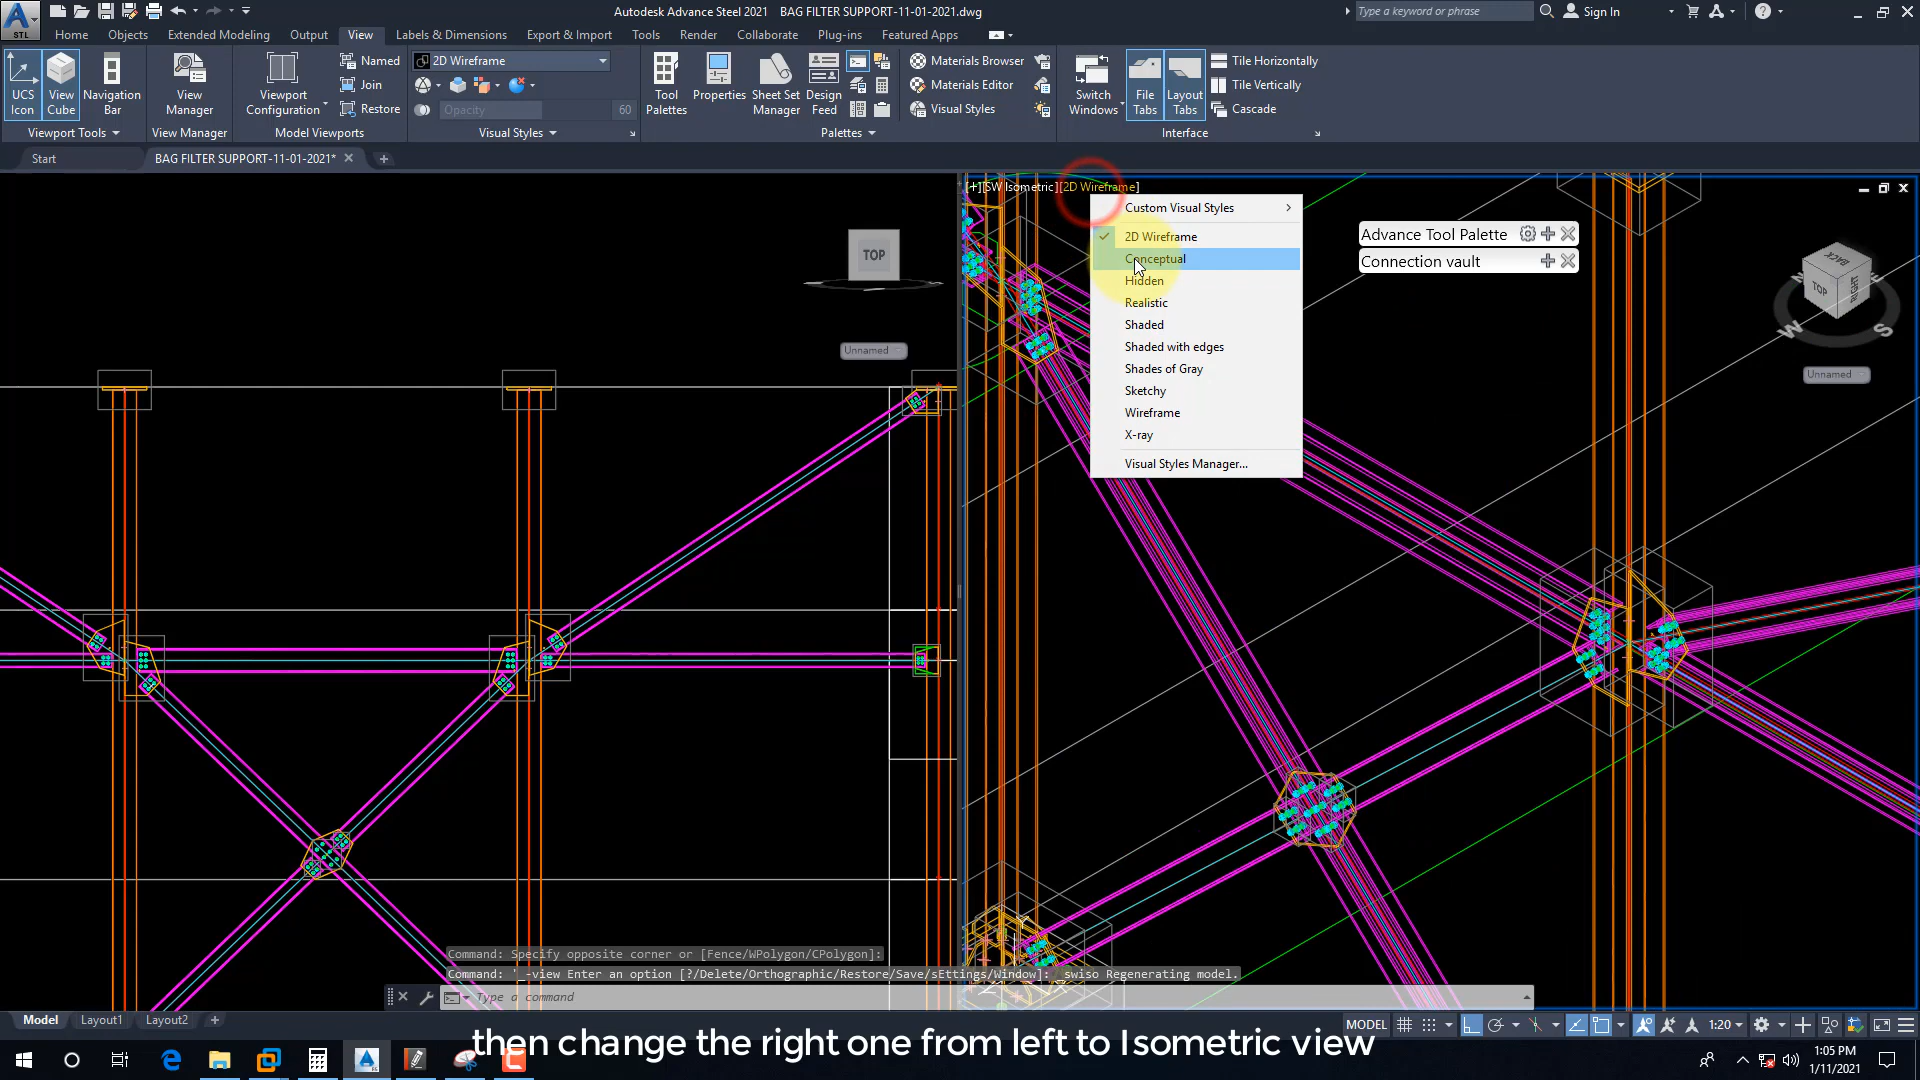 Autodesk Advance Steel 2021 BAG FILTER SUPPORT-11-01-2021.dwg
Type a keyword or phrase
Sign In
STL
Home Objects Extended Modeling Output View Labels & Dimensions Export & Import Tools Render Collaborate Plug-ins Featured Apps
UCS Icon
View Cube
Navigation Bar
Viewport Tools
View Manager
View Manager
Viewport Configuration
Named
Join
Restore
Model Viewports
2D Wireframe
Opacity 60
Visual Styles
Tool Palettes
Properties
Sheet Set Manager
Design Feed
Materials Browser
Materials Editor
Visual Styles
Palettes
Switch Windows
File Tabs
Layout Tabs
Tile Horizontally
Tile Vertically
Cascade
Interface
Start
BAG FILTER SUPPORT-11-01-2021*
[+][SW Isometric][2D Wireframe]
Custom Visual Styles
2D Wireframe
Conceptual
Hidden
Realistic
Shaded
Shaded with edges
Shades of Gray
Sketchy
Wireframe
X-ray
Visual Styles Manager...
Advance Tool Palette
Connection vault
TOP
Unnamed
BACK
TOP
RIGHT
N
W
S
Unnamed
Command: Specify opposite corner or [Fence/WPolygon/CPolygon]:
Command: '_-view Enter an option [?/Delete/Orthographic/Restore/Save/sEttings/Window]: _swiso Regenerating model.
Type a command
Model Layout1 Layout2
MODEL
1:20
then change the right one from left to Isometric view
1:05 PM
1/11/2021